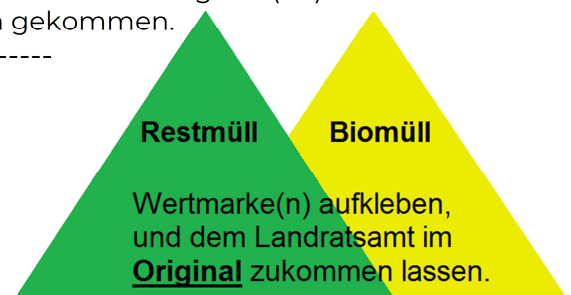 gekommen.
-----
Restmüll Biomüll
Wertmarke(n) aufkleben,
und dem Landratsamt im
Original zukommen lassen.